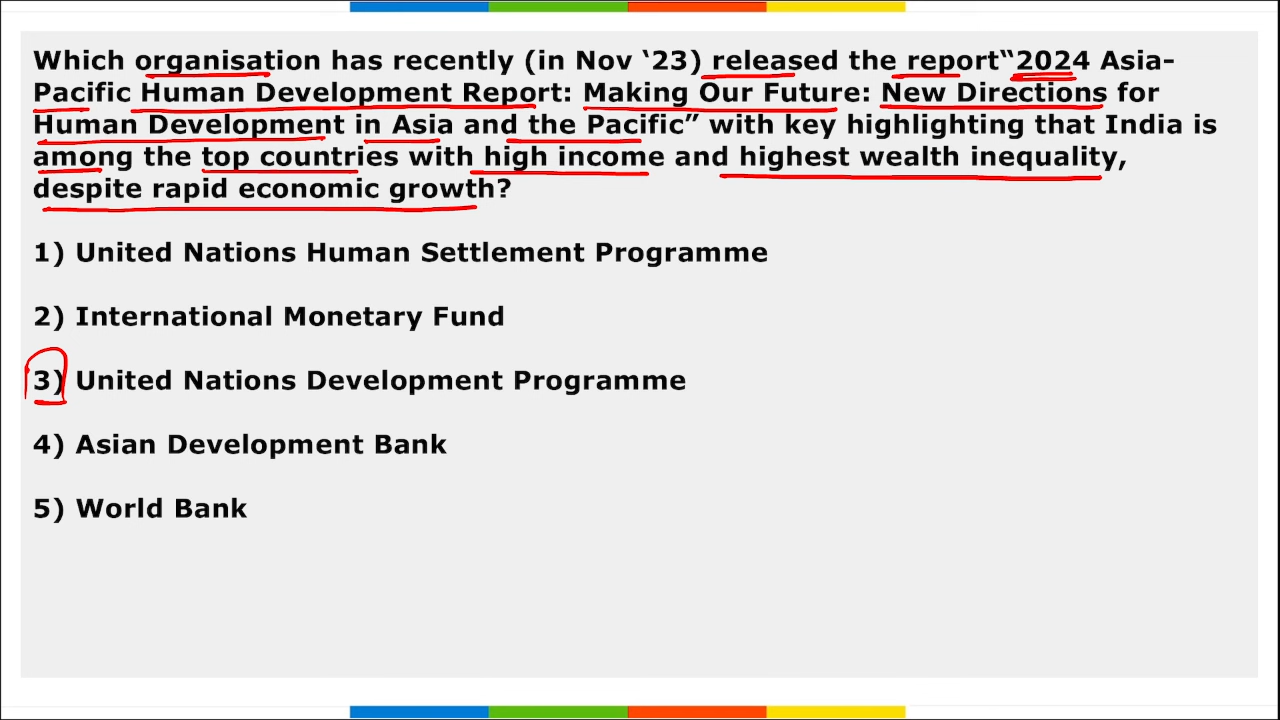 Which organisation has recently (in Nov ‘23) released the report“2024 Asia-
Pacific Human Development Report: Making Our Future: New Directions for
Human Development in Asia and the Pacific” with key highlighting that India is
among the top countries with high income and highest wealth inequality,
despite rapid economic growth?
1) United Nations Human Settlement Programme
2) International Monetary Fund
3) United Nations Development Programme
4) Asian Development Bank
5) World Bank